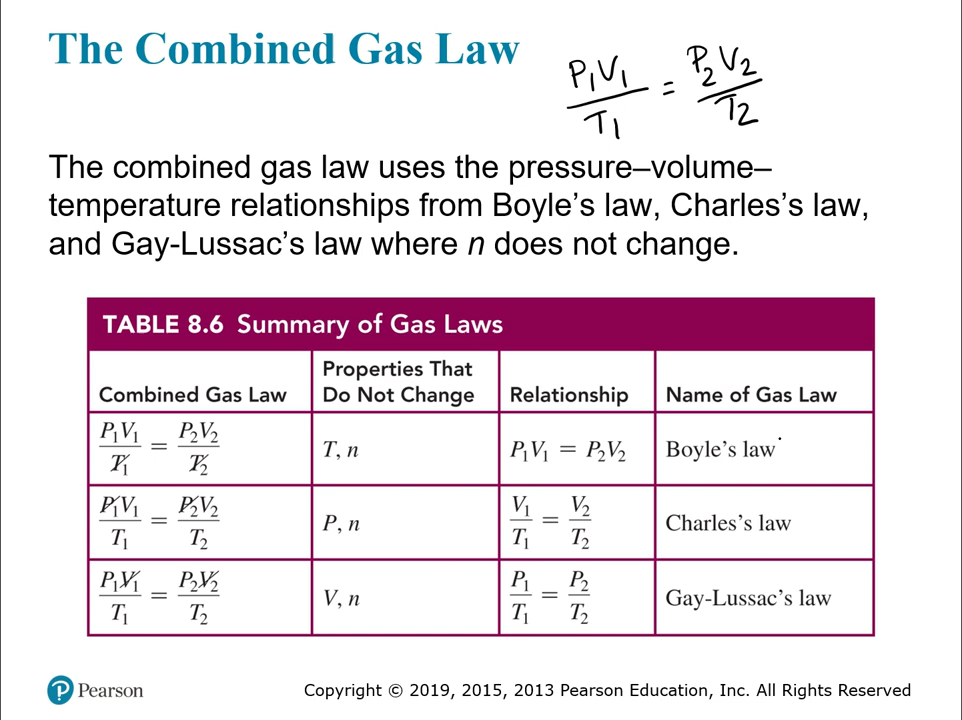 The Combined Gas Law
P₁V₁/T₁ = P₂V₂/T₂
The combined gas law uses the pressure–volume–
temperature relationships from Boyle’s law, Charles’s law,
and Gay-Lussac’s law where n does not change.
TABLE 8.6 Summary of Gas Laws
Combined Gas Law | Properties That Do Not Change | Relationship | Name of Gas Law
P₁V₁/T₁ = P₂V₂/T₂ | T, n | P₁V₁ = P₂V₂ | Boyle’s law
P₁V₁/T₁ = P₂V₂/T₂ | P, n | V₁/T₁ = V₂/T₂ | Charles’s law
P₁V₁/T₁ = P₂V₂/T₂ | V, n | P₁/T₁ = P₂/T₂ | Gay-Lussac’s law
P Pearson
Copyright © 2019, 2015, 2013 Pearson Education, Inc. All Rights Reserved